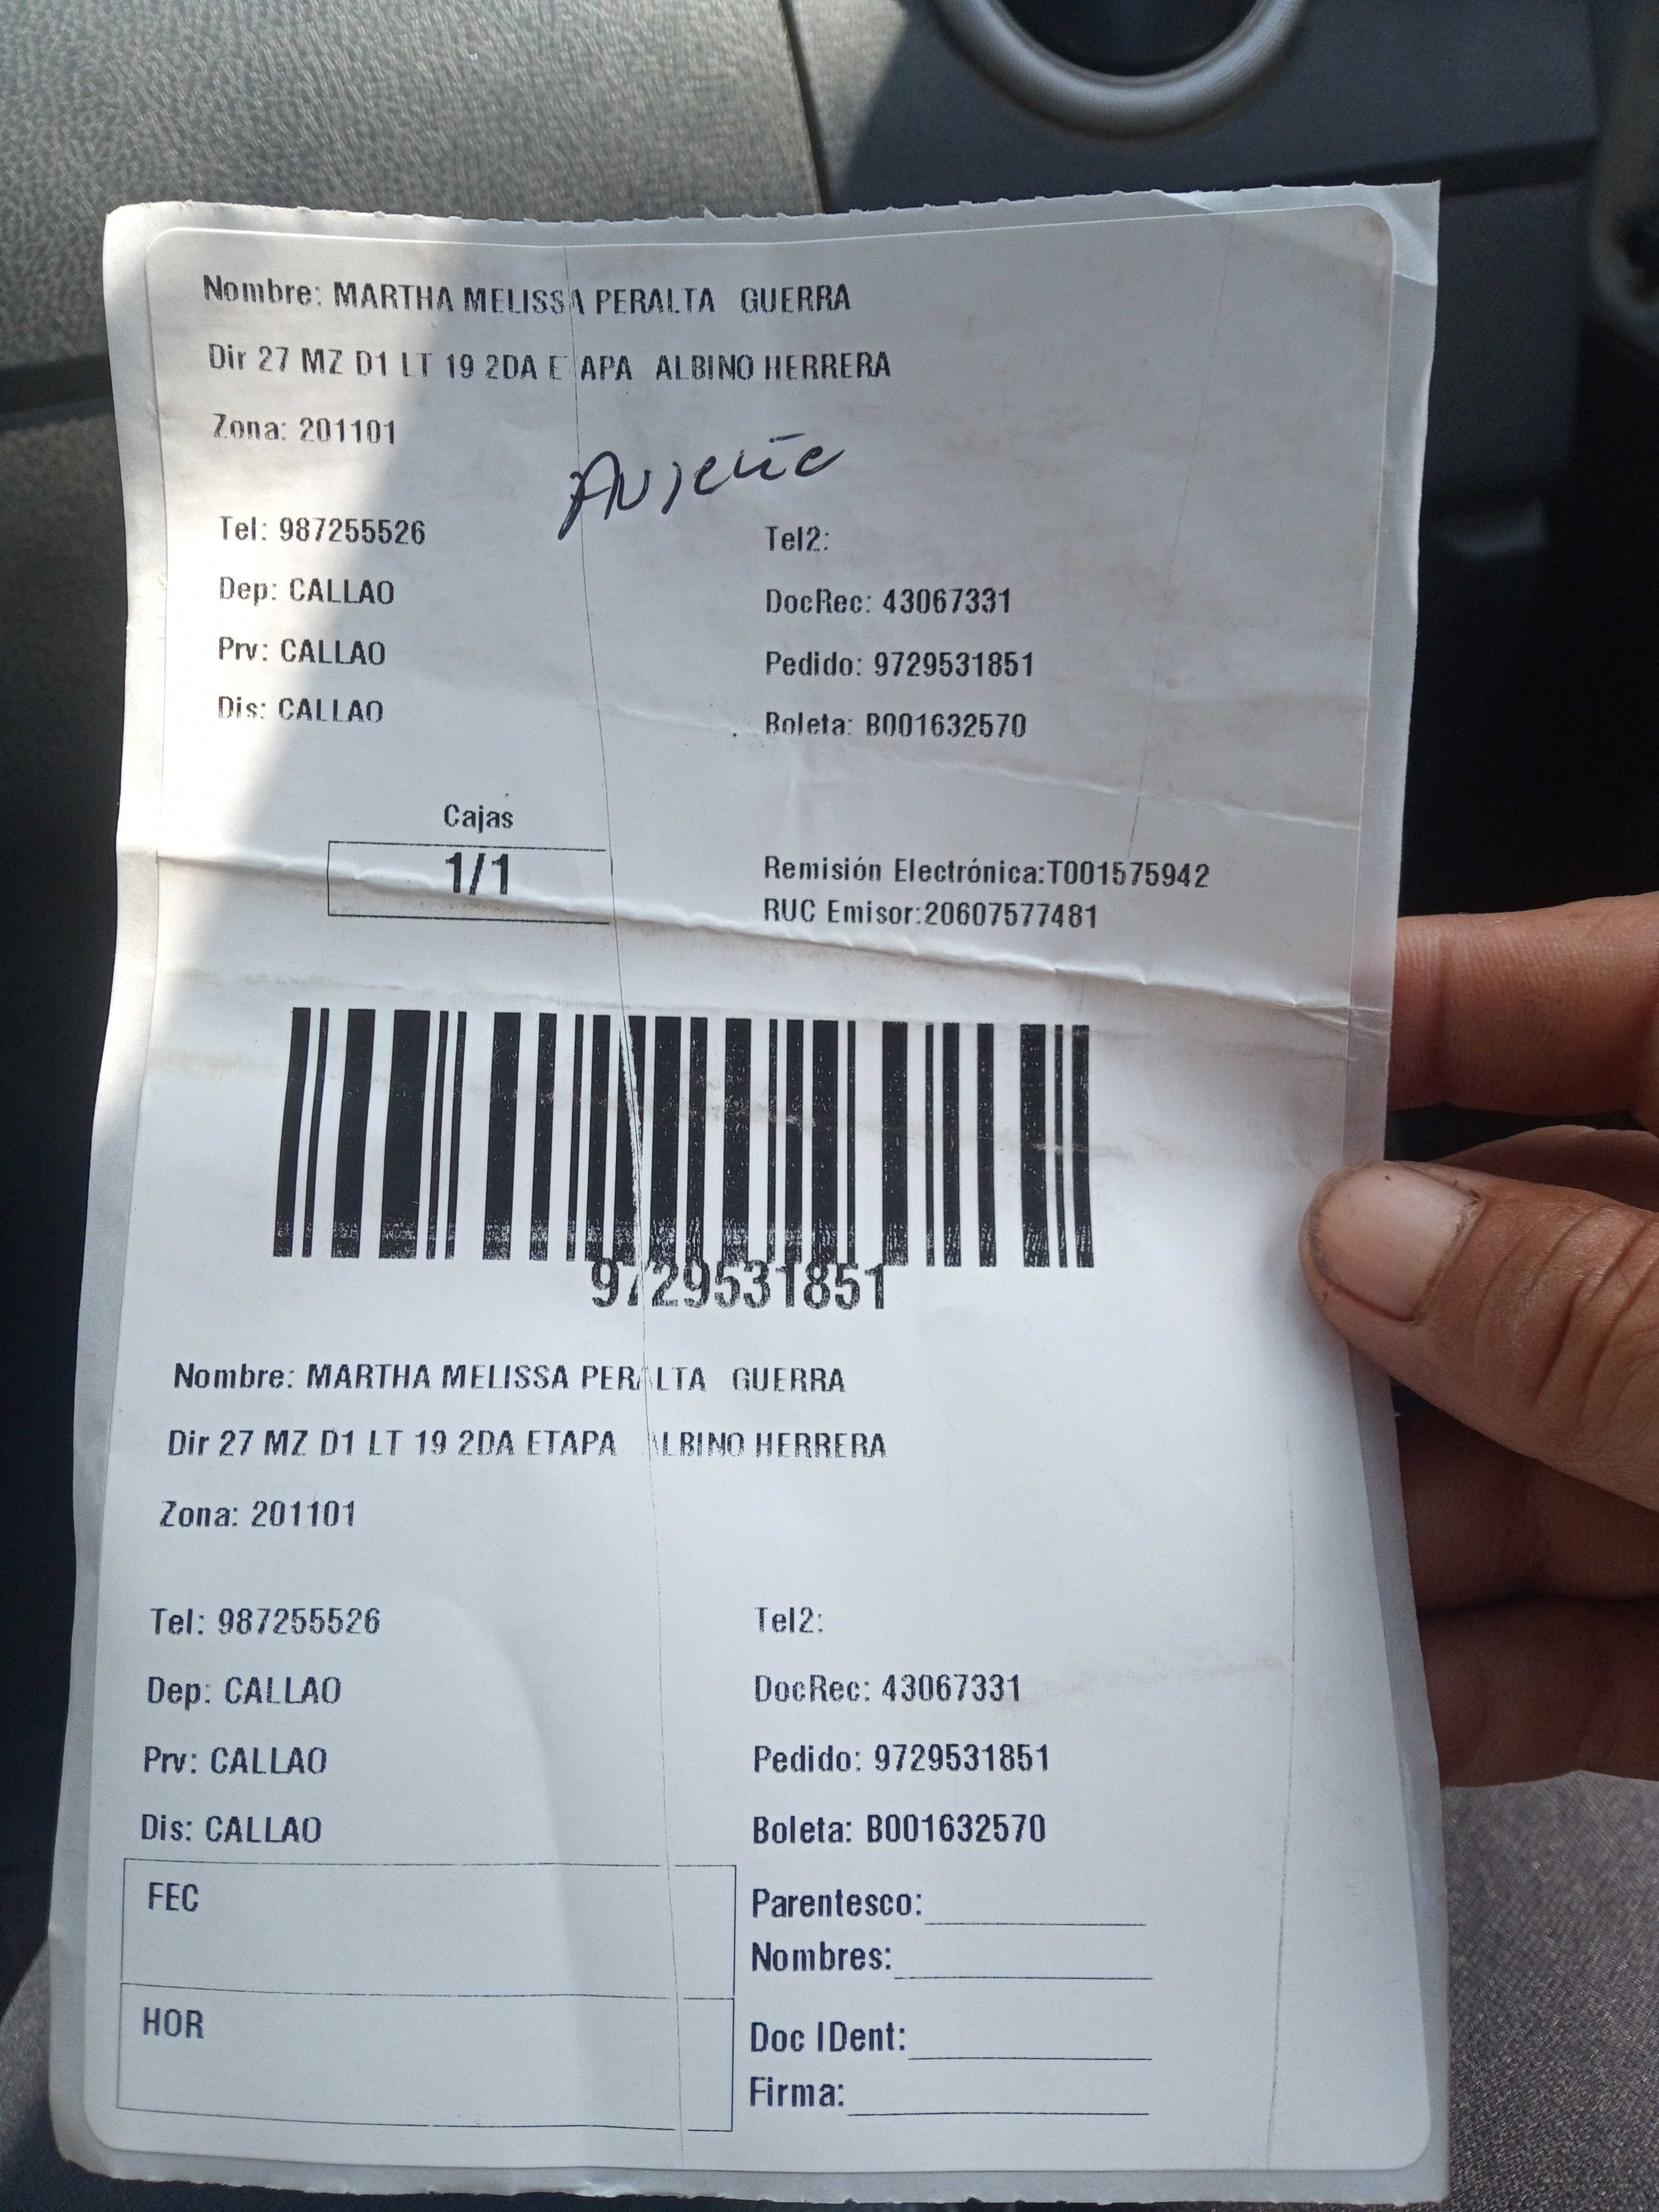 Nombre: MARTHA MELISSA PERALTA GUERRA
Dir 27 MZ D1 LT 19 2DA ETAPA ALBINO HERRERA
Zona: 201101
Tel: 987255526
Tel2:
Dep: CALLAO
DocRec: 43067331
Prv: CALLAO
Pedido: 9729531851
Dis: CALLAO
Boleta: B001632570
Cajas
1/1
Remisión Electrónica:T001575942
RUC Emisor:20607577481
9729531851
Nombre: MARTHA MELISSA PERALTA GUERRA
Dir 27 MZ D1 LT 19 2DA ETAPA ALBINO HERRERA
Zona: 201101
Tel: 987255526
Tel2:
Dep: CALLAO
DocRec: 43067331
Prv: CALLAO
Pedido: 9729531851
Dis: CALLAO
Boleta: B001632570
FEC
Parentesco:
Nombres:
HOR
Doc IDent:
Firma: